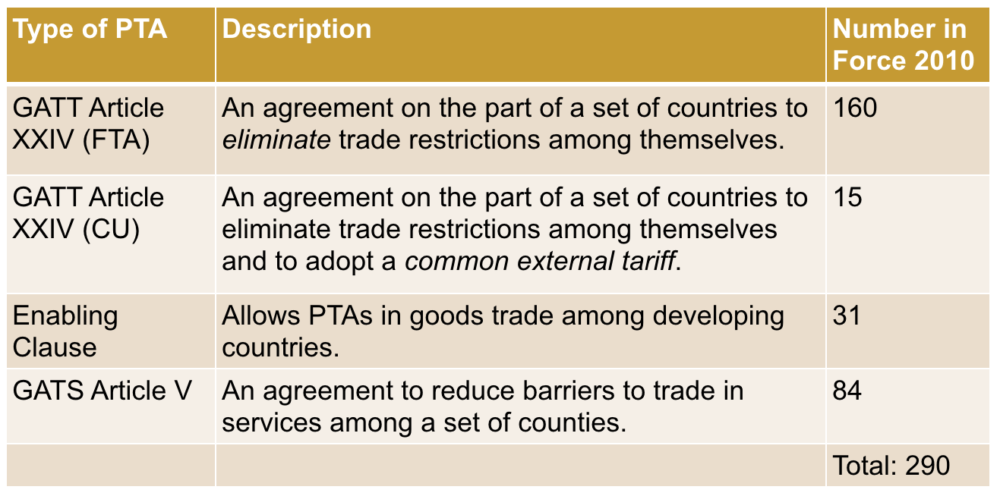 Type of PTA
Description
Number in
Force 2010
GATT Article
XXIV (FTA)
An agreement on the part of a set of countries to
eliminate trade restrictions among themselves.
160
GATT Article
XXIV (CU)
An agreement on the part of a set of countries to
eliminate trade restrictions among themselves
and to adopt a common external tariff.
15
Enabling
Clause
Allows PTAs in goods trade among developing
countries.
31
GATS Article V
An agreement to reduce barriers to trade in
services among a set of counties.
84
Total: 290